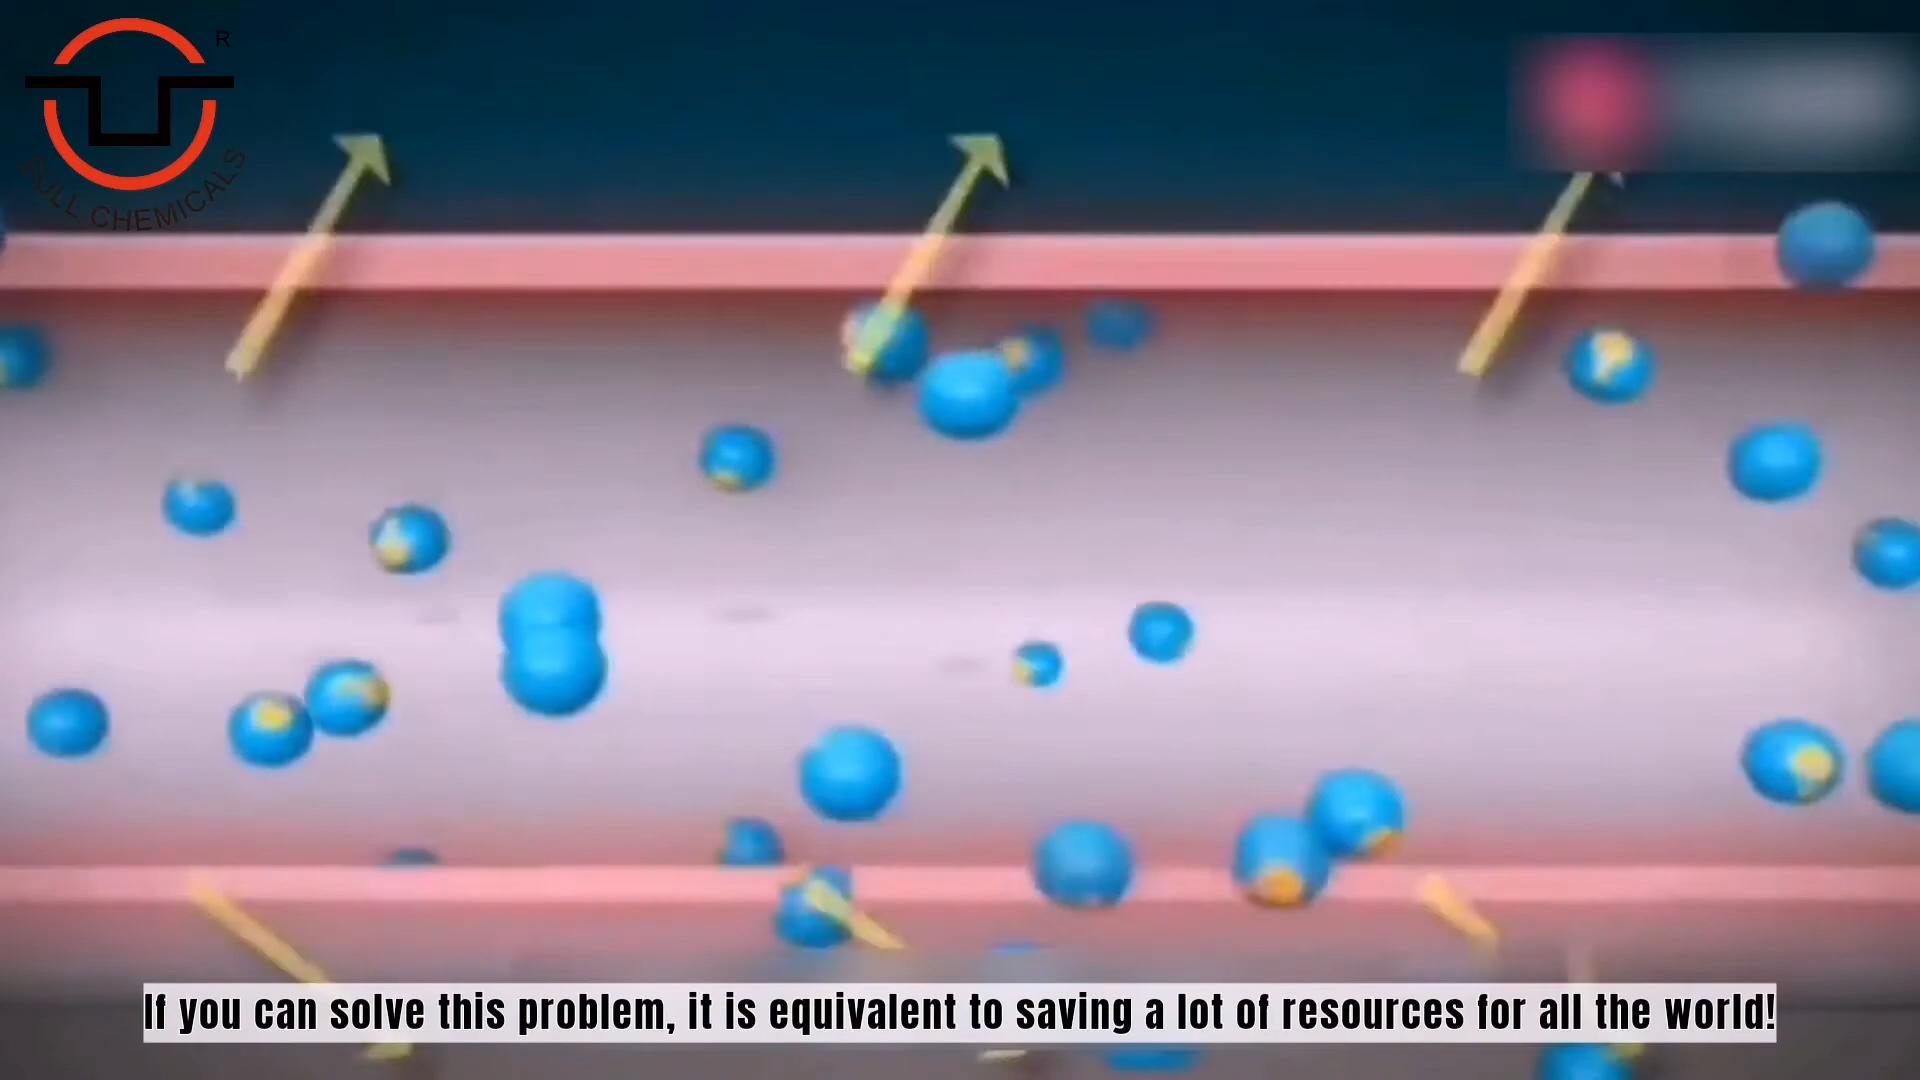 R
AULL CHEMICALS
If you can solve this problem, it is equivalent to saving a lot of resources for all the world!